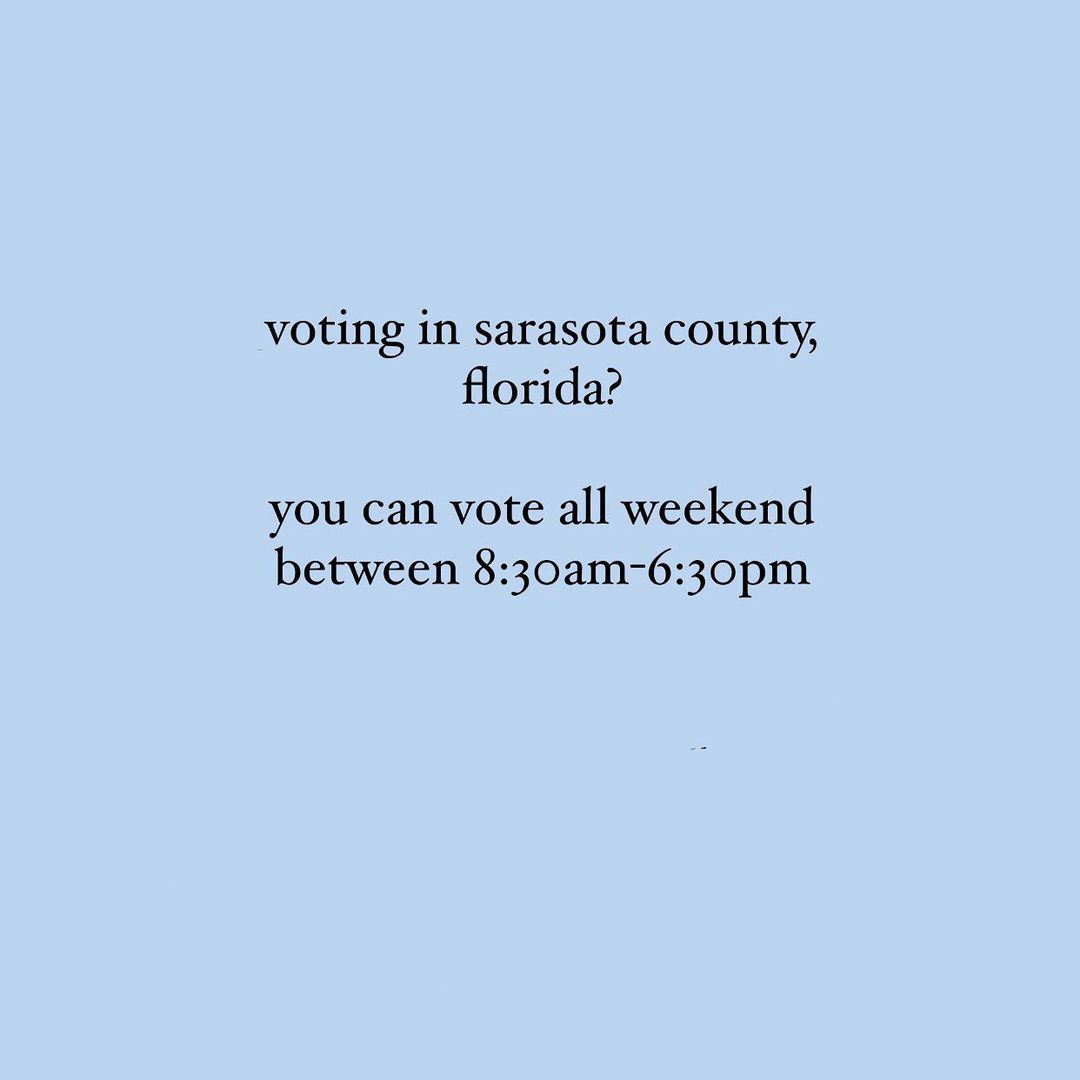 voting in sarasota county,
florida?
you can vote all weekend
between 8:30am-6:30pm